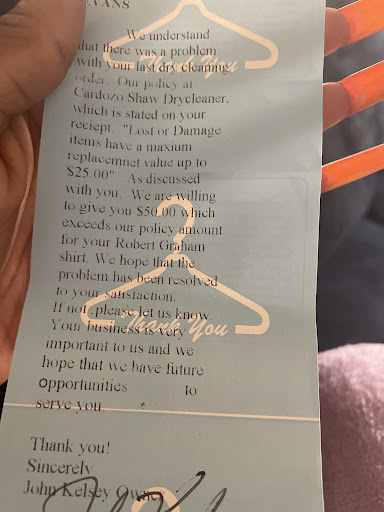 EVANS
We understand
that there was a problem
with your last dry cleaning
order. Our policy at
Cardozo Shaw Drycleaner,
which is stated on your
reciept. "Lost or Damage
items have a maxium
replacemnet value up to
$25.00" As discussed
with you. We are willing
to give you $50.00 which
exceeds our policy amount
for your Robert Graham
shirt. We hope that the
problem has been resolved
to your satisfaction.
If not ,please let us know.
Your business is very
important to us and we
hope that we have future
opportunities to
serve you.
Thank You
Thank You
Thank you!
Sincerely
John Kelsey Owner